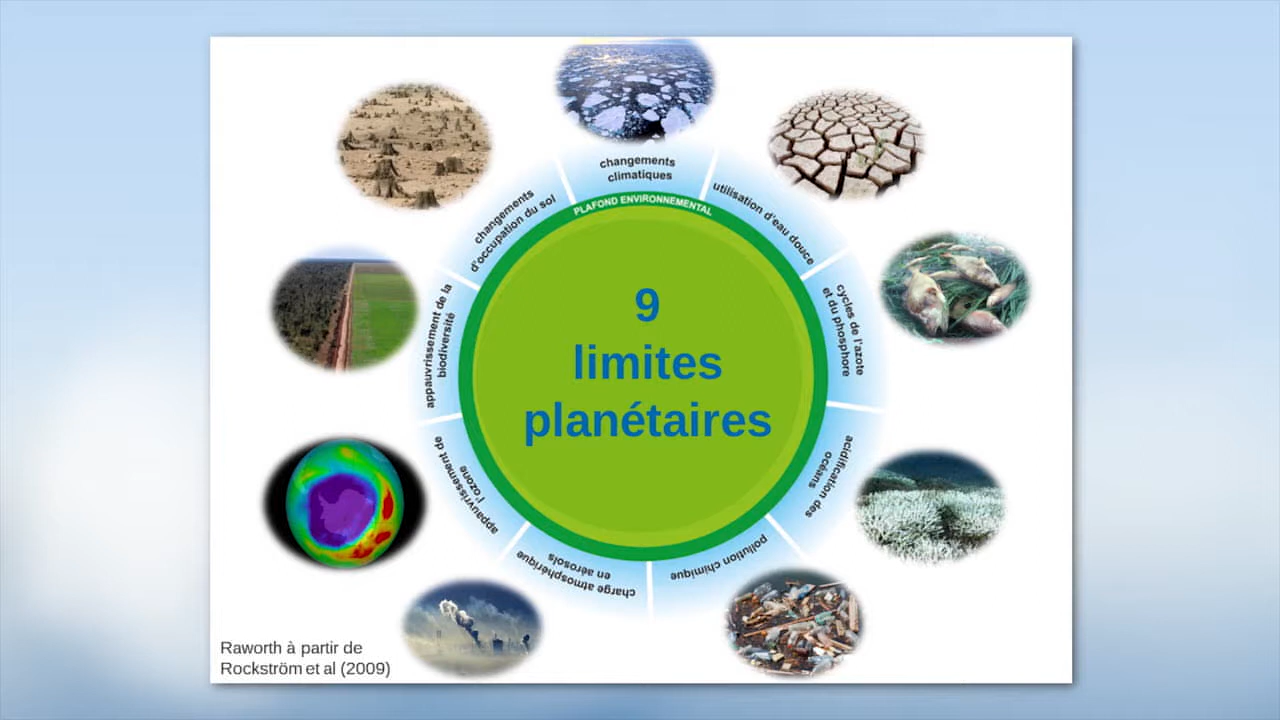 changements
climatiques
utilisation d'eau douce
cycles de l'azote
et du phosphore
acidification des
océans
pollution chimique
charge atmosphérique
en aérosols
appauvrissement de
l'ozone
appauvrissement de la
biodiversité
changements
d'occupation du sol
PLAFOND ENVIRONNEMENTAL
9
limites
planétaires
Raworth à partir de
Rockström et al (2009)